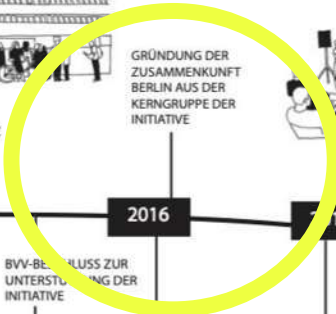 GRÜNDUNG DER
ZUSAMMENKUNFT
BERLIN AUS DER
KERNGRUPPE DER
INITIATIVE
2016
ZUR
DER
INITIATIVE